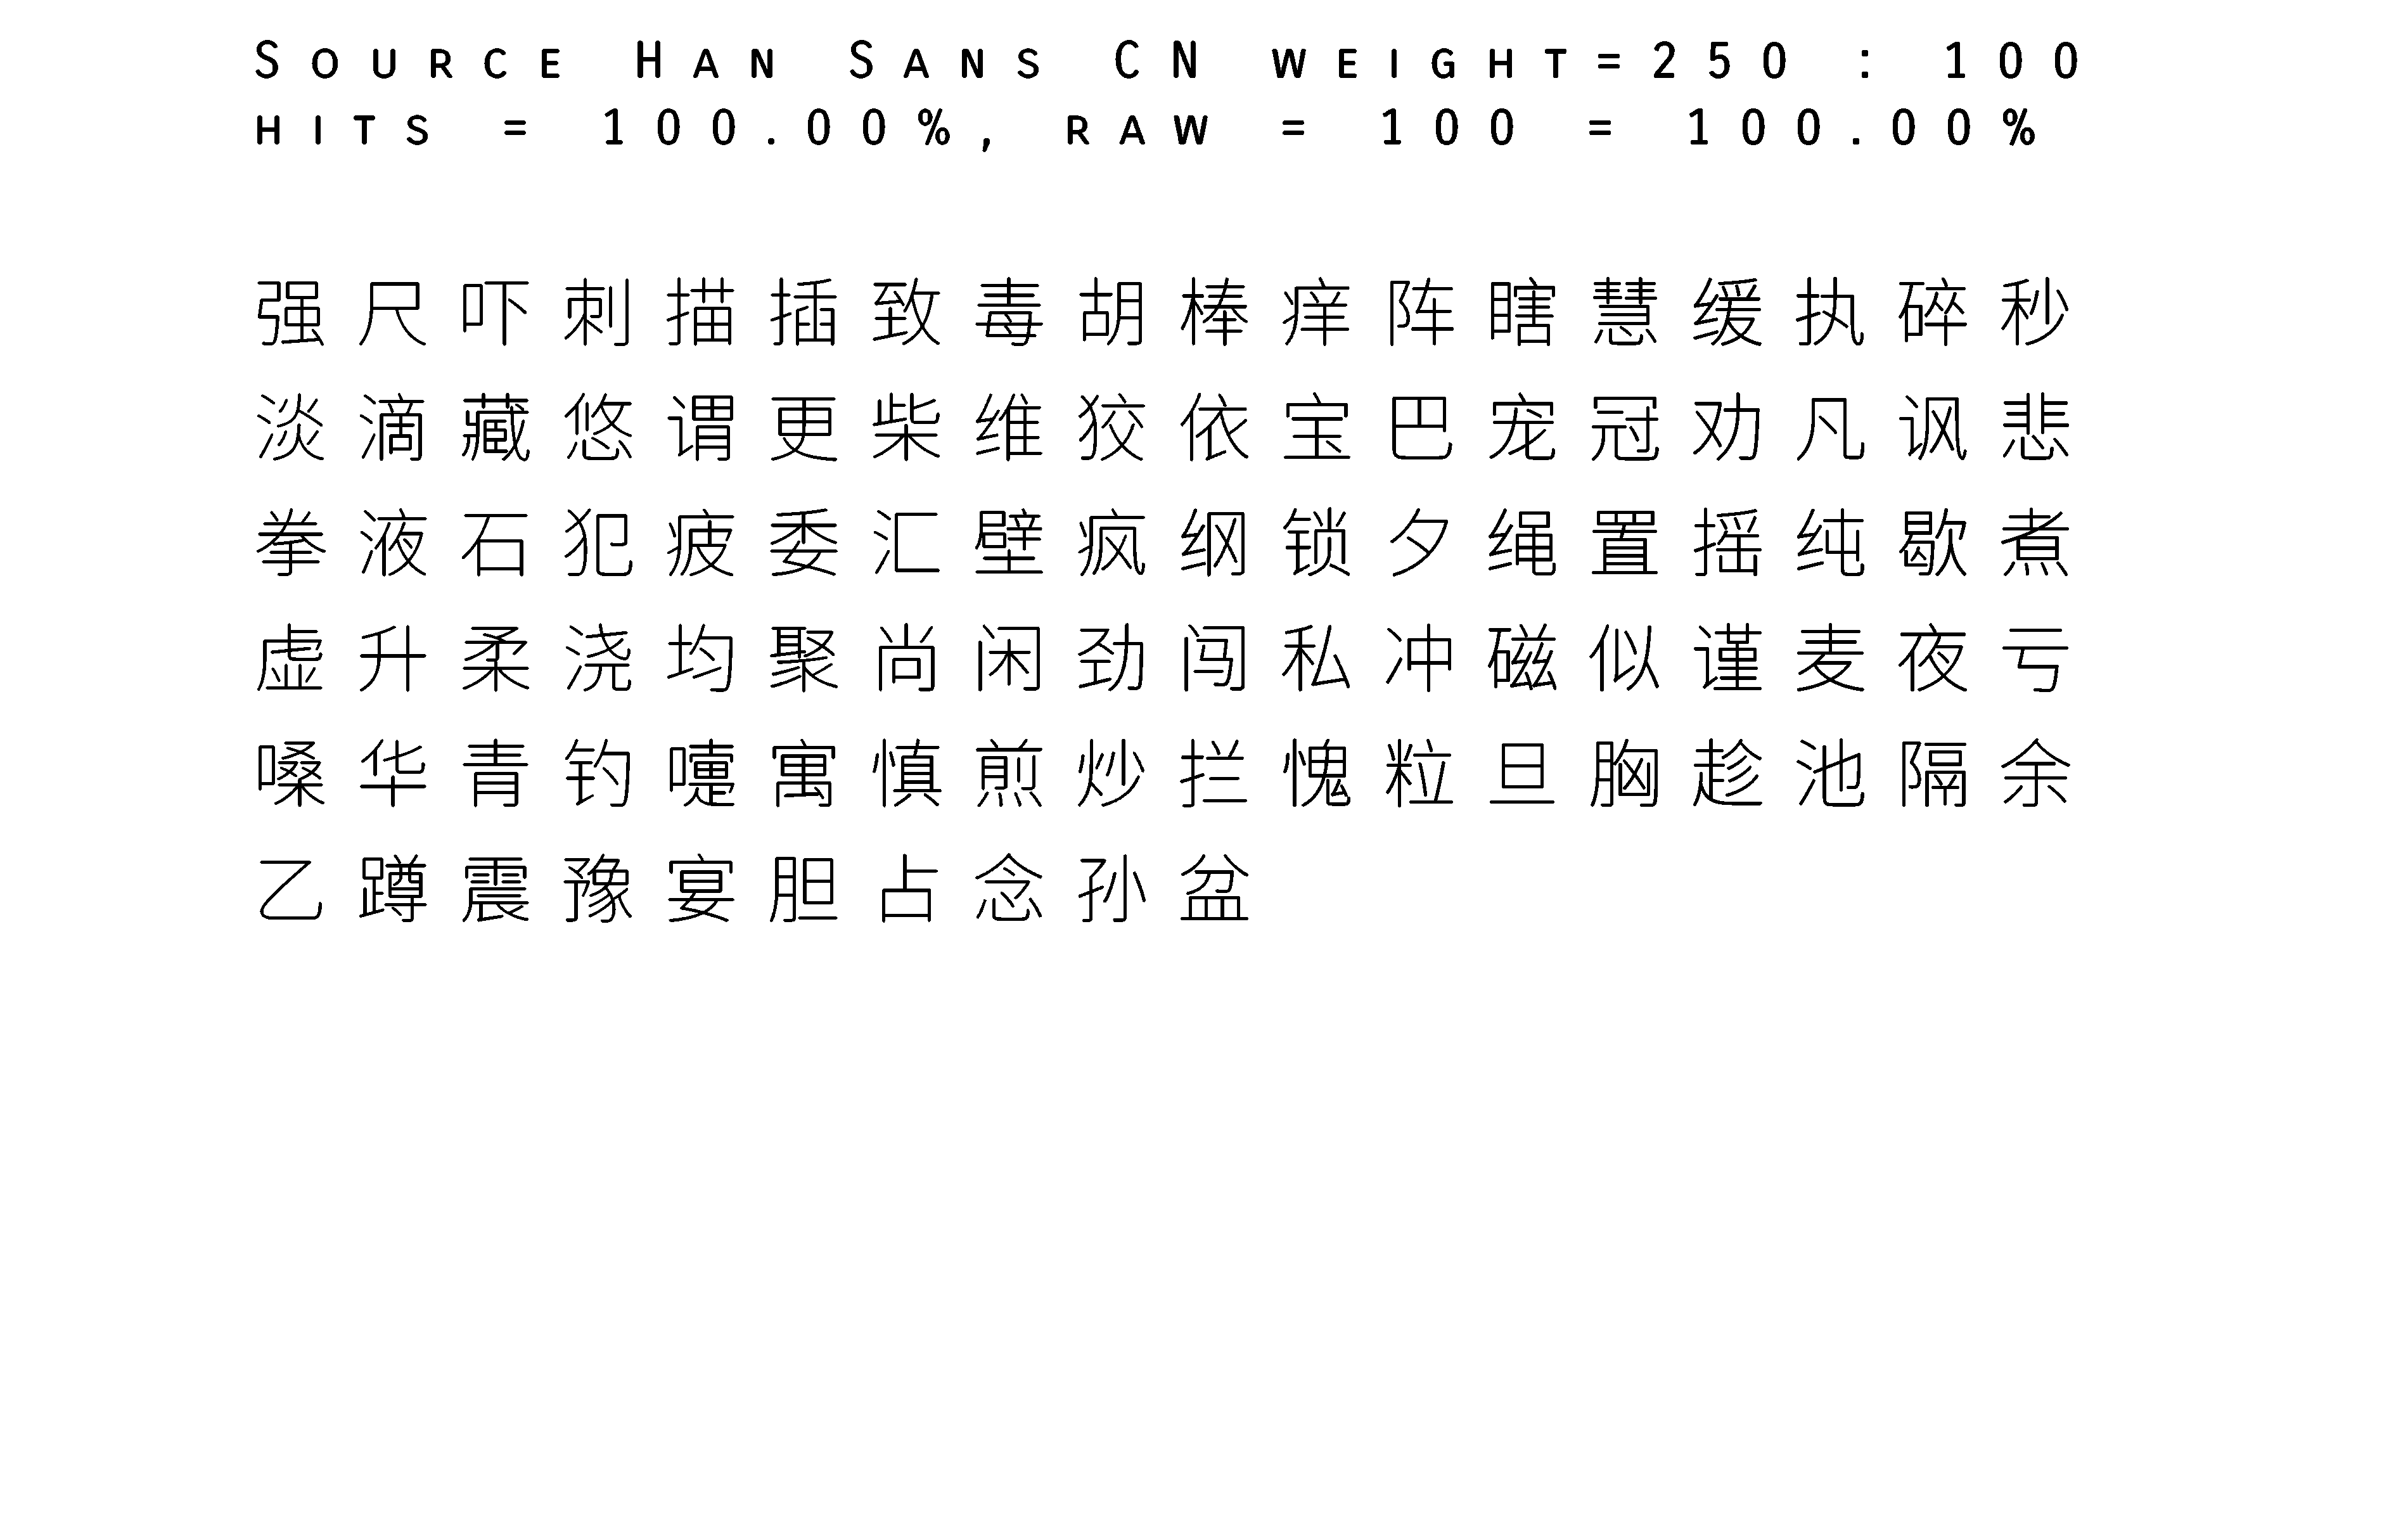 Source Han Sans CN weight=250 : 100
hits = 100.00%, raw = 100 = 100.00%
强尺吓刺描插致毒胡棒痒阵瞎慧缓执碎秒
淡滴藏悠谓更柴维狡依宝巴宠冠劝凡讽悲
拳液石犯疲委汇壁疯纲锁夕绳置摇纯歇煮
虚升柔浇均聚尚闲劲闯私冲磁似谨麦夜亏
嗓华青钓嚏寓慎煎炒拦愧粒旦胸趁池隔余
乙蹲震豫宴胆占念孙盆